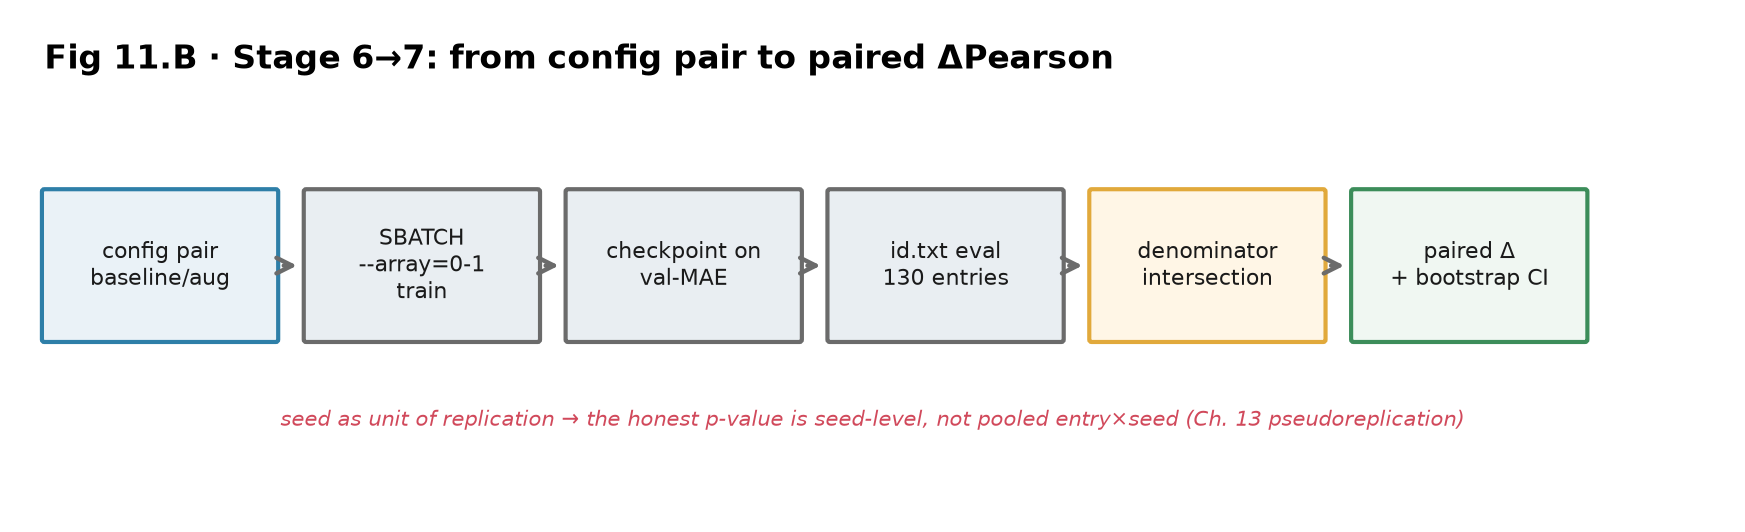 Fig 11.B · Stage 6→7: from config pair to paired ΔPearson
config pair
baseline/aug
SBATCH
--array=0-1
train
checkpoint on
val-MAE
id.txt eval
130 entries
denominator
intersection
paired Δ
+ bootstrap CI
seed as unit of replication → the honest p-value is seed-level, not pooled entry×seed (Ch. 13 pseudoreplication)